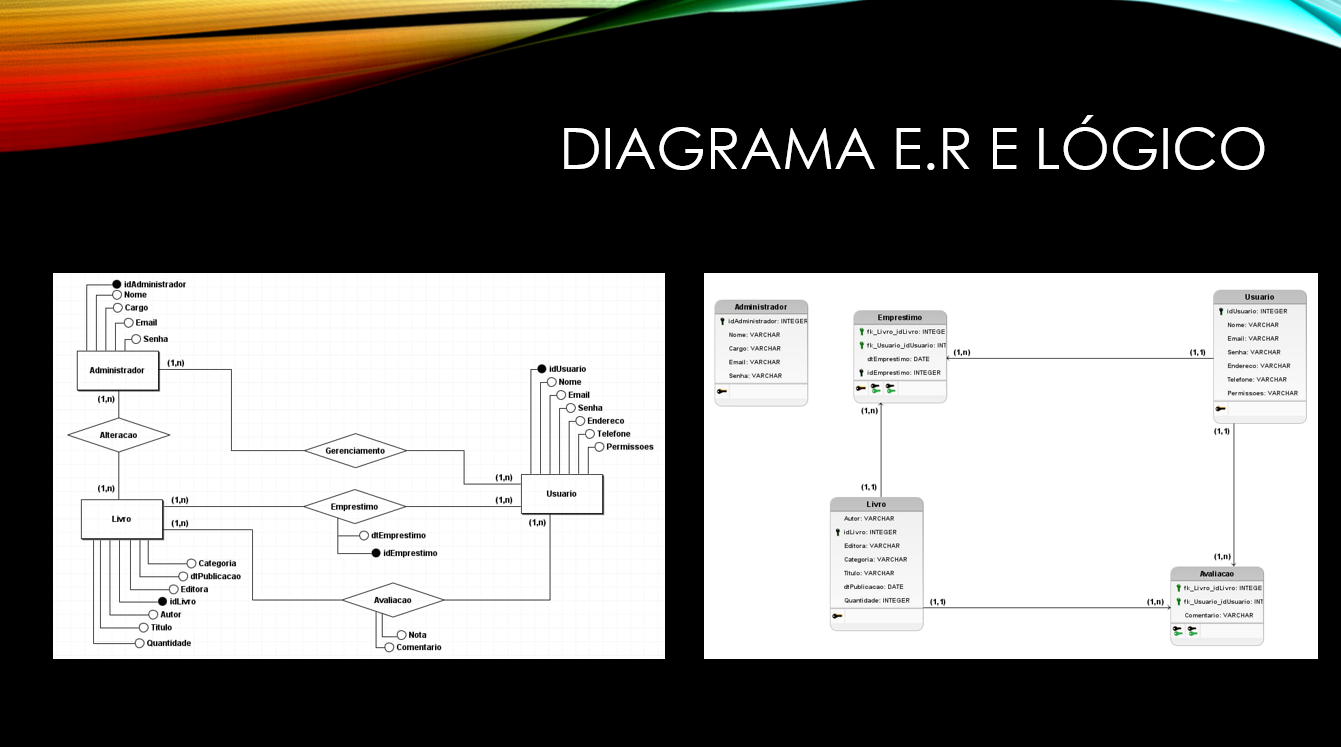 DIAGRAMA E.R E LÓGICO
idAdministrador
Nome
Cargo
Email
Senha
Administrador
(1,n)
(1,n)
Alteracao
(1,n)
Gerenciamento
(1,n)
Livro
(1,n)
(1,n)
Emprestimo
(1,n)
dtEmprestimo
idEmprestimo
Usuario
(1,n)
idUsuario
Nome
Email
Senha
Endereco
Telefone
Permissoes
Categoria
dtPublicacao
Editora
idLivro
Autor
Titulo
Quantidade
Avaliacao
Nota
Comentario
Administrador
idAdministrador: INTEGER
Nome: VARCHAR
Cargo: VARCHAR
Email: VARCHAR
Senha: VARCHAR
Emprestimo
fk_Livro_idLivro: INTEGE
fk_Usuario_idUsuario: INT
dtEmprestimo: DATE
idEmprestimo: INTEGER
(1,n)
(1,1)
Usuario
idUsuario: INTEGER
Nome: VARCHAR
Email: VARCHAR
Senha: VARCHAR
Endereco: VARCHAR
Telefone: VARCHAR
Permissoes: VARCHAR
(1,n)
(1,1)
(1,1)
(1,n)
Livro
Autor: VARCHAR
idLivro: INTEGER
Editora: VARCHAR
Categoria: VARCHAR
Titulo: VARCHAR
dtPublicacao: DATE
Quantidade: INTEGER
(1,1)
(1,n)
Avaliacao
fk_Livro_idLivro: INTEGE
fk_Usuario_idUsuario: INT
Comentario: VARCHAR